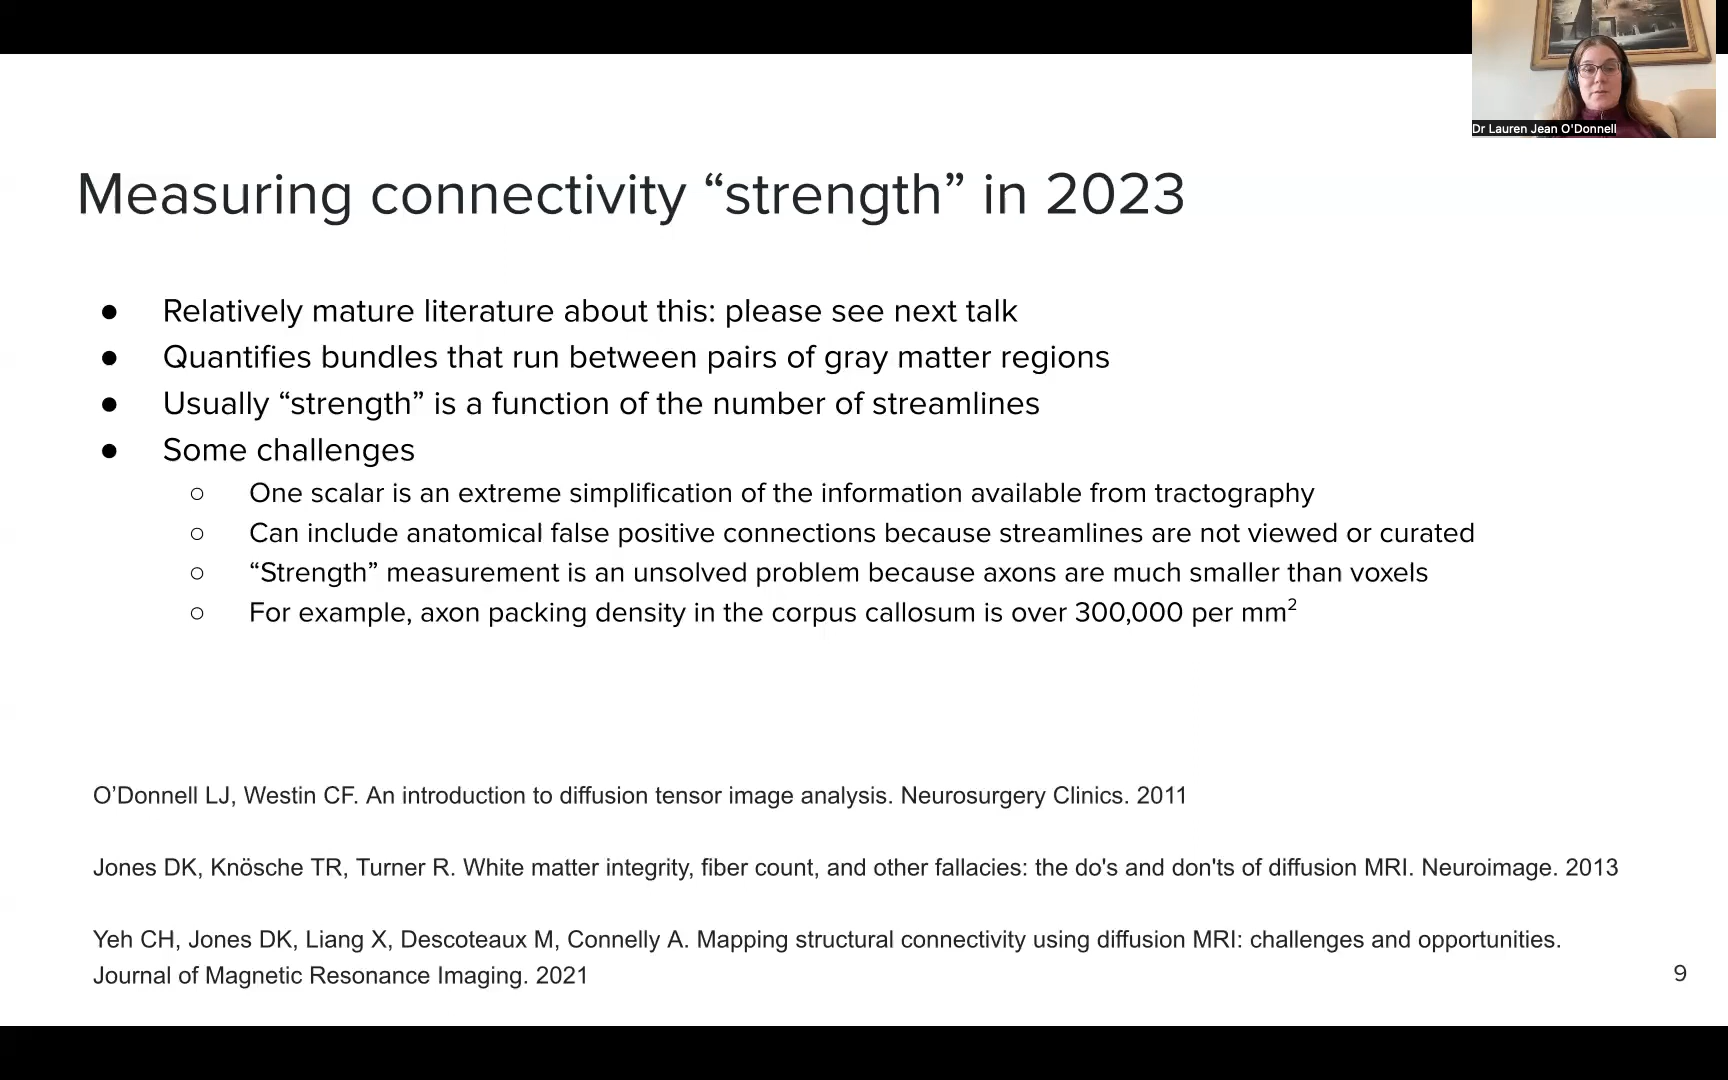 Dr Lauren Jean O'Donnell
Measuring connectivity “strength” in 2023
● Relatively mature literature about this: please see next talk
● Quantifies bundles that run between pairs of gray matter regions
● Usually “strength” is a function of the number of streamlines
● Some challenges
○ One scalar is an extreme simplification of the information available from tractography
○ Can include anatomical false positive connections because streamlines are not viewed or curated
○ “Strength” measurement is an unsolved problem because axons are much smaller than voxels
○ For example, axon packing density in the corpus callosum is over 300,000 per mm²
O’Donnell LJ, Westin CF. An introduction to diffusion tensor image analysis. Neurosurgery Clinics. 2011
Jones DK, Knösche TR, Turner R. White matter integrity, fiber count, and other fallacies: the do's and don'ts of diffusion MRI. Neuroimage. 2013
Yeh CH, Jones DK, Liang X, Descoteaux M, Connelly A. Mapping structural connectivity using diffusion MRI: challenges and opportunities.
Journal of Magnetic Resonance Imaging. 2021
9